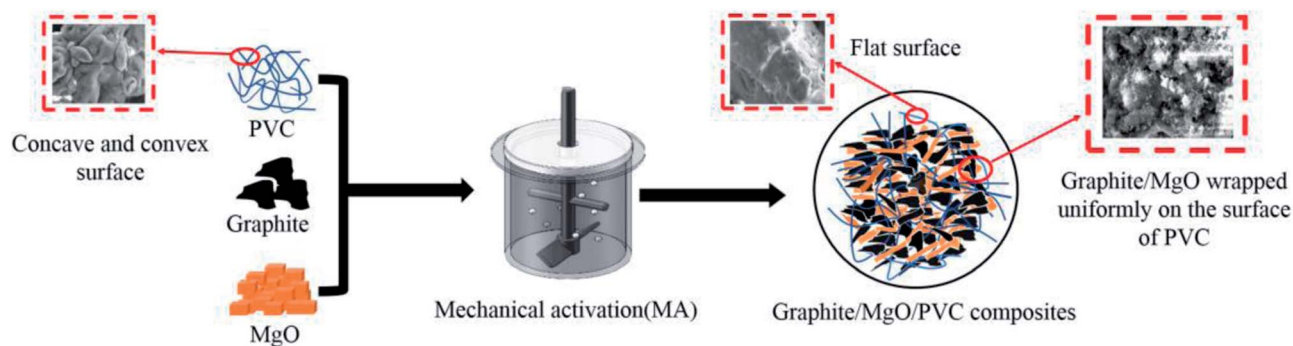 Concave and convex
surface
PVC
Graphite
MgO
Mechanical activation(MA)
Flat surface
Graphite/MgO/PVC composites
Graphite/MgO wrapped
uniformly on the surface
of PVC